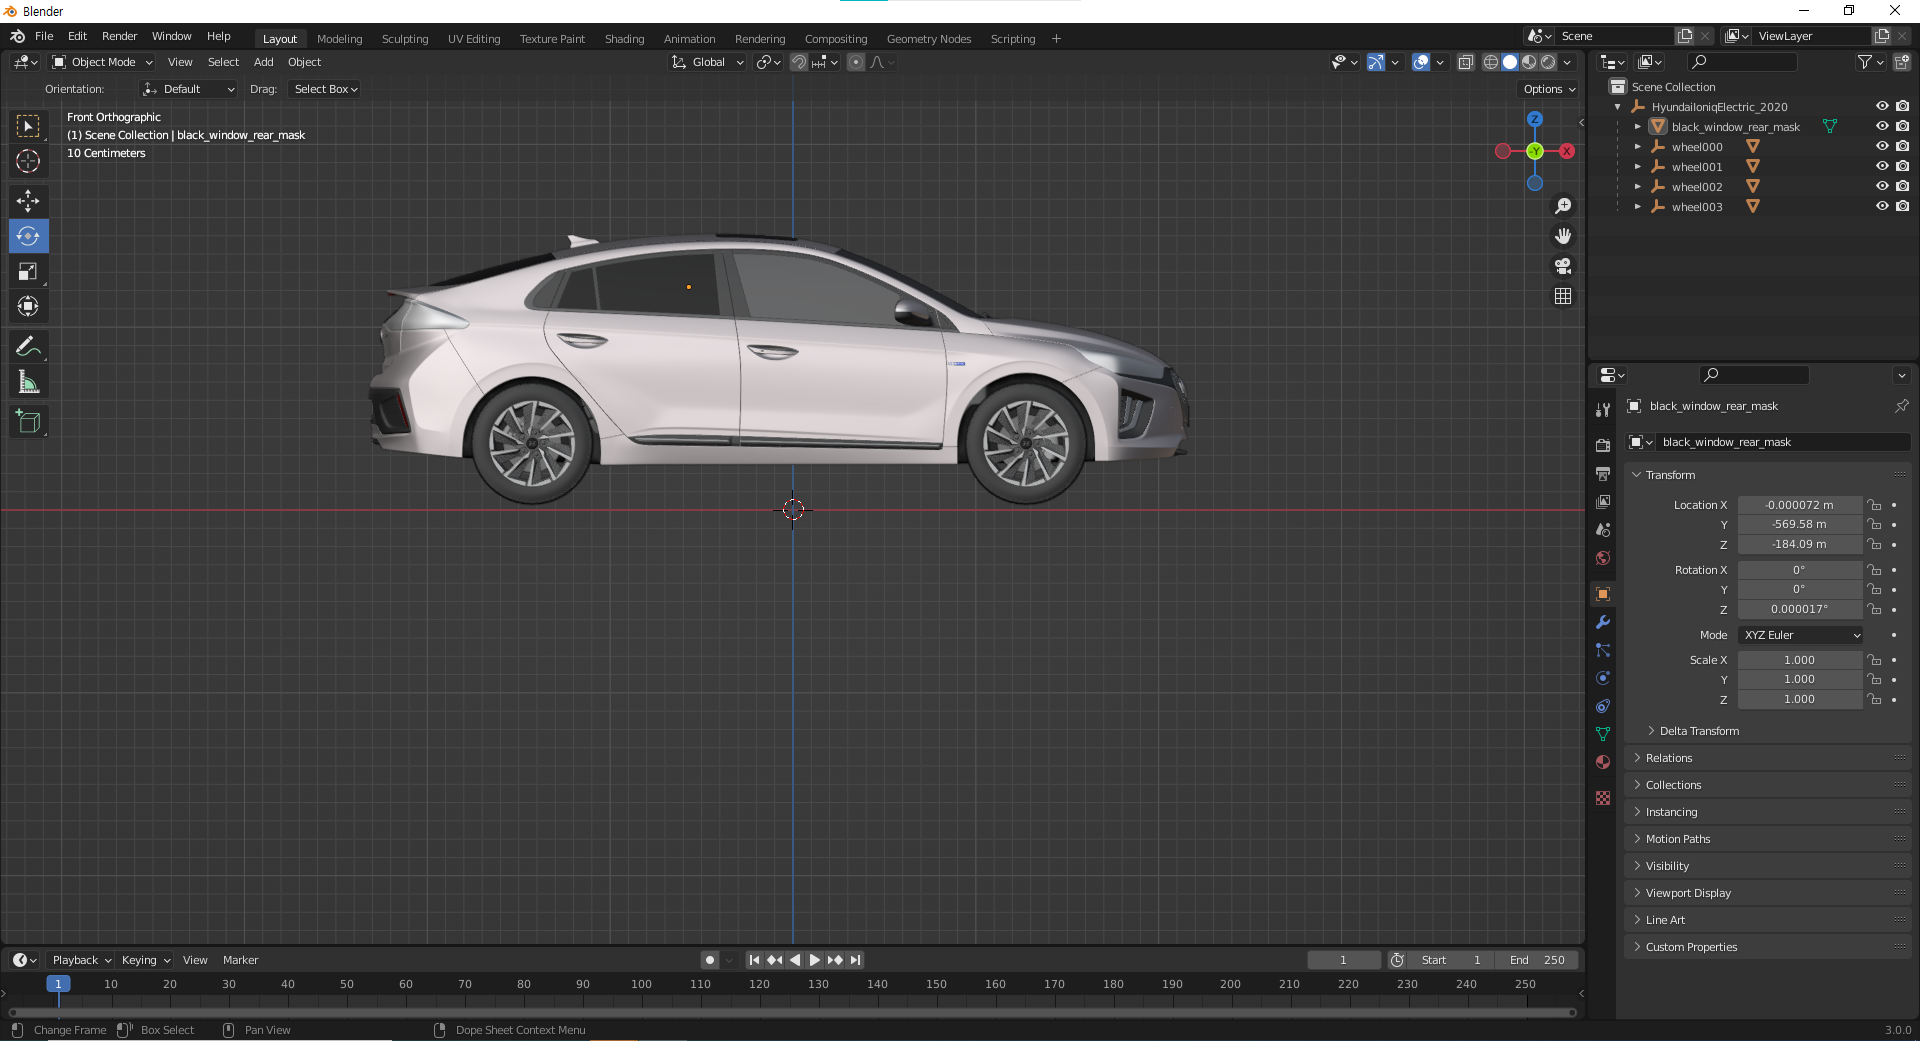 Blender
File Edit Render Window Help Layout Modeling Sculpting UV Editing Texture Paint Shading Animation Rendering Compositing Geometry Nodes Scripting + Scene ViewLayer
Object Mode View Select Add Object Global
Orientation: Default Drag: Select Box Options
Front Orthographic
(1) Scene Collection | black_window_rear_mask
10 Centimeters
Z
-Y
X
Scene Collection
HyundaiIoniqElectric_2020
black_window_rear_mask
wheel000
wheel001
wheel002
wheel003
black_window_rear_mask
black_window_rear_mask
Transform
Location X -0.000072 m
Y -569.58 m
Z -184.09 m
Rotation X 0°
Y 0°
Z 0.000017°
Mode XYZ Euler
Scale X 1.000
Y 1.000
Z 1.000
Delta Transform
Relations
Collections
Instancing
Motion Paths
Visibility
Viewport Display
Line Art
Custom Properties
Playback Keying View Marker 1 Start 1 End 250
1 10 20 30 40 50 60 70 80 90 100 110 120 130 140 150 160 170 180 190 200 210 220 230 240 250
Change Frame Box Select Pan View Dope Sheet Context Menu 3.0.0